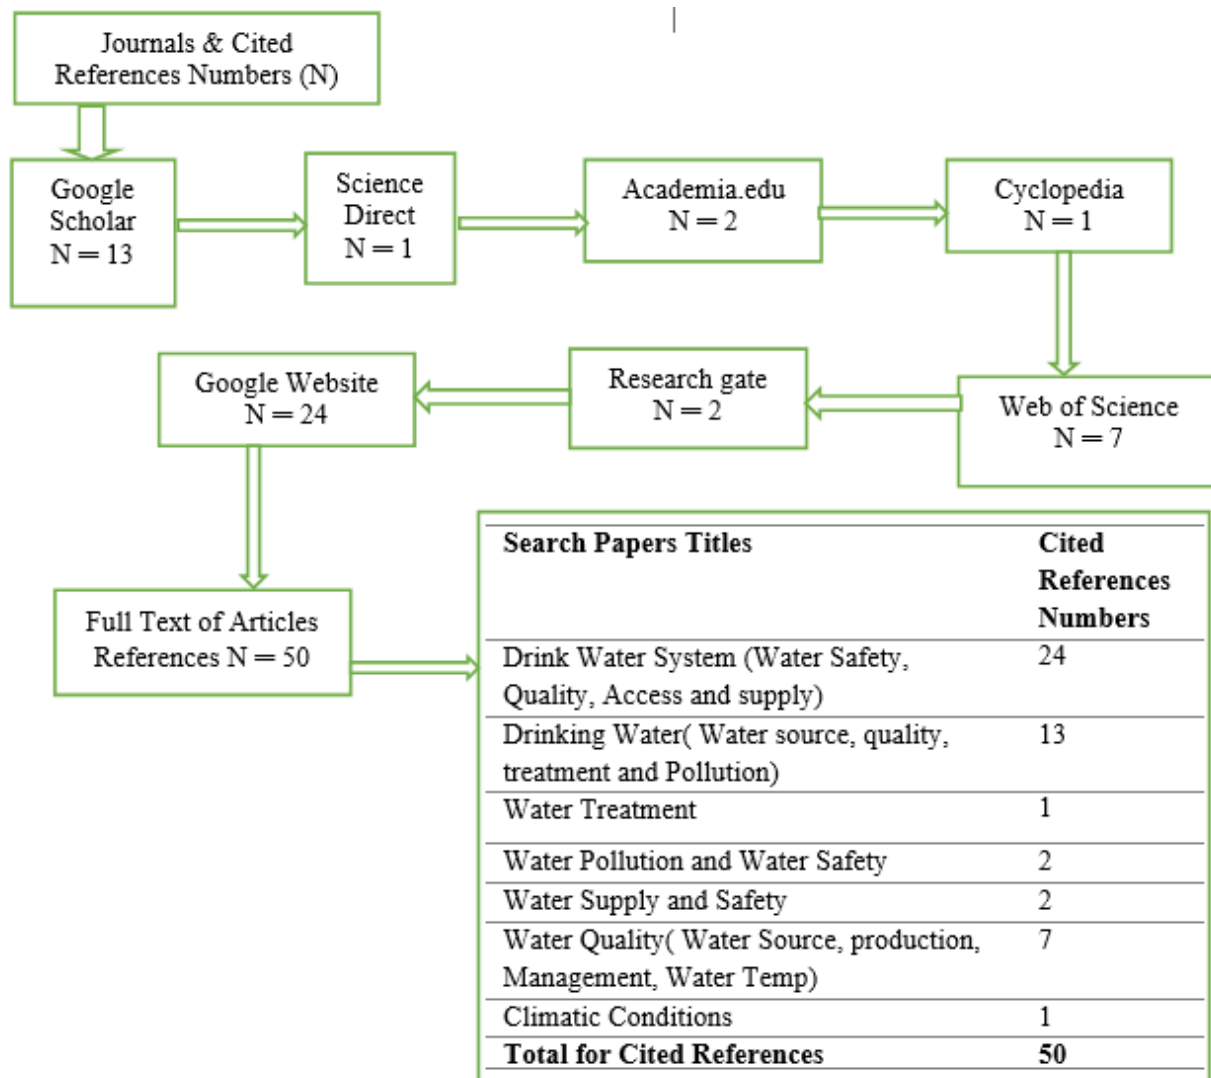 Journals & Cited
References Numbers (N)
Google
Scholar
N = 13
Science
Direct
N = 1
Academia.edu
N = 2
Cyclopedia
N = 1
Google Website
N = 24
Research gate
N = 2
Web of Science
N = 7
Full Text of Articles
References N = 50
Search Papers Titles Cited
References
Numbers
Drink Water System (Water Safety, 24
Quality, Access and supply)
Drinking Water( Water source, quality, 13
treatment and Pollution)
Water Treatment 1
Water Pollution and Water Safety 2
Water Supply and Safety 2
Water Quality( Water Source, production, 7
Management, Water Temp)
Climatic Conditions 1
Total for Cited References 50